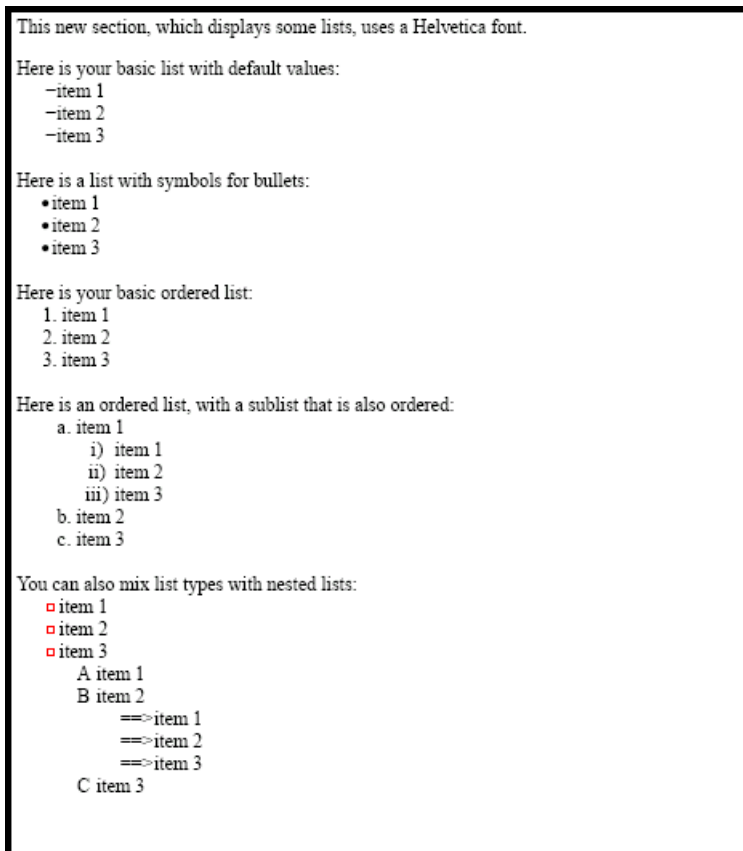 This new section, which displays some lists, uses a Helvetica font.
Here is your basic list with default values:
−item 1
−item 2
−item 3
Here is a list with symbols for bullets:
•item 1
•item 2
•item 3
Here is your basic ordered list:
1. item 1
2. item 2
3. item 3
Here is an ordered list, with a sublist that is also ordered:
a. item 1
i) item 1
ii) item 2
iii) item 3
b. item 2
c. item 3
You can also mix list types with nested lists:
▫item 1
▫item 2
▫item 3
A item 1
B item 2
==>item 1
==>item 2
==>item 3
C item 3